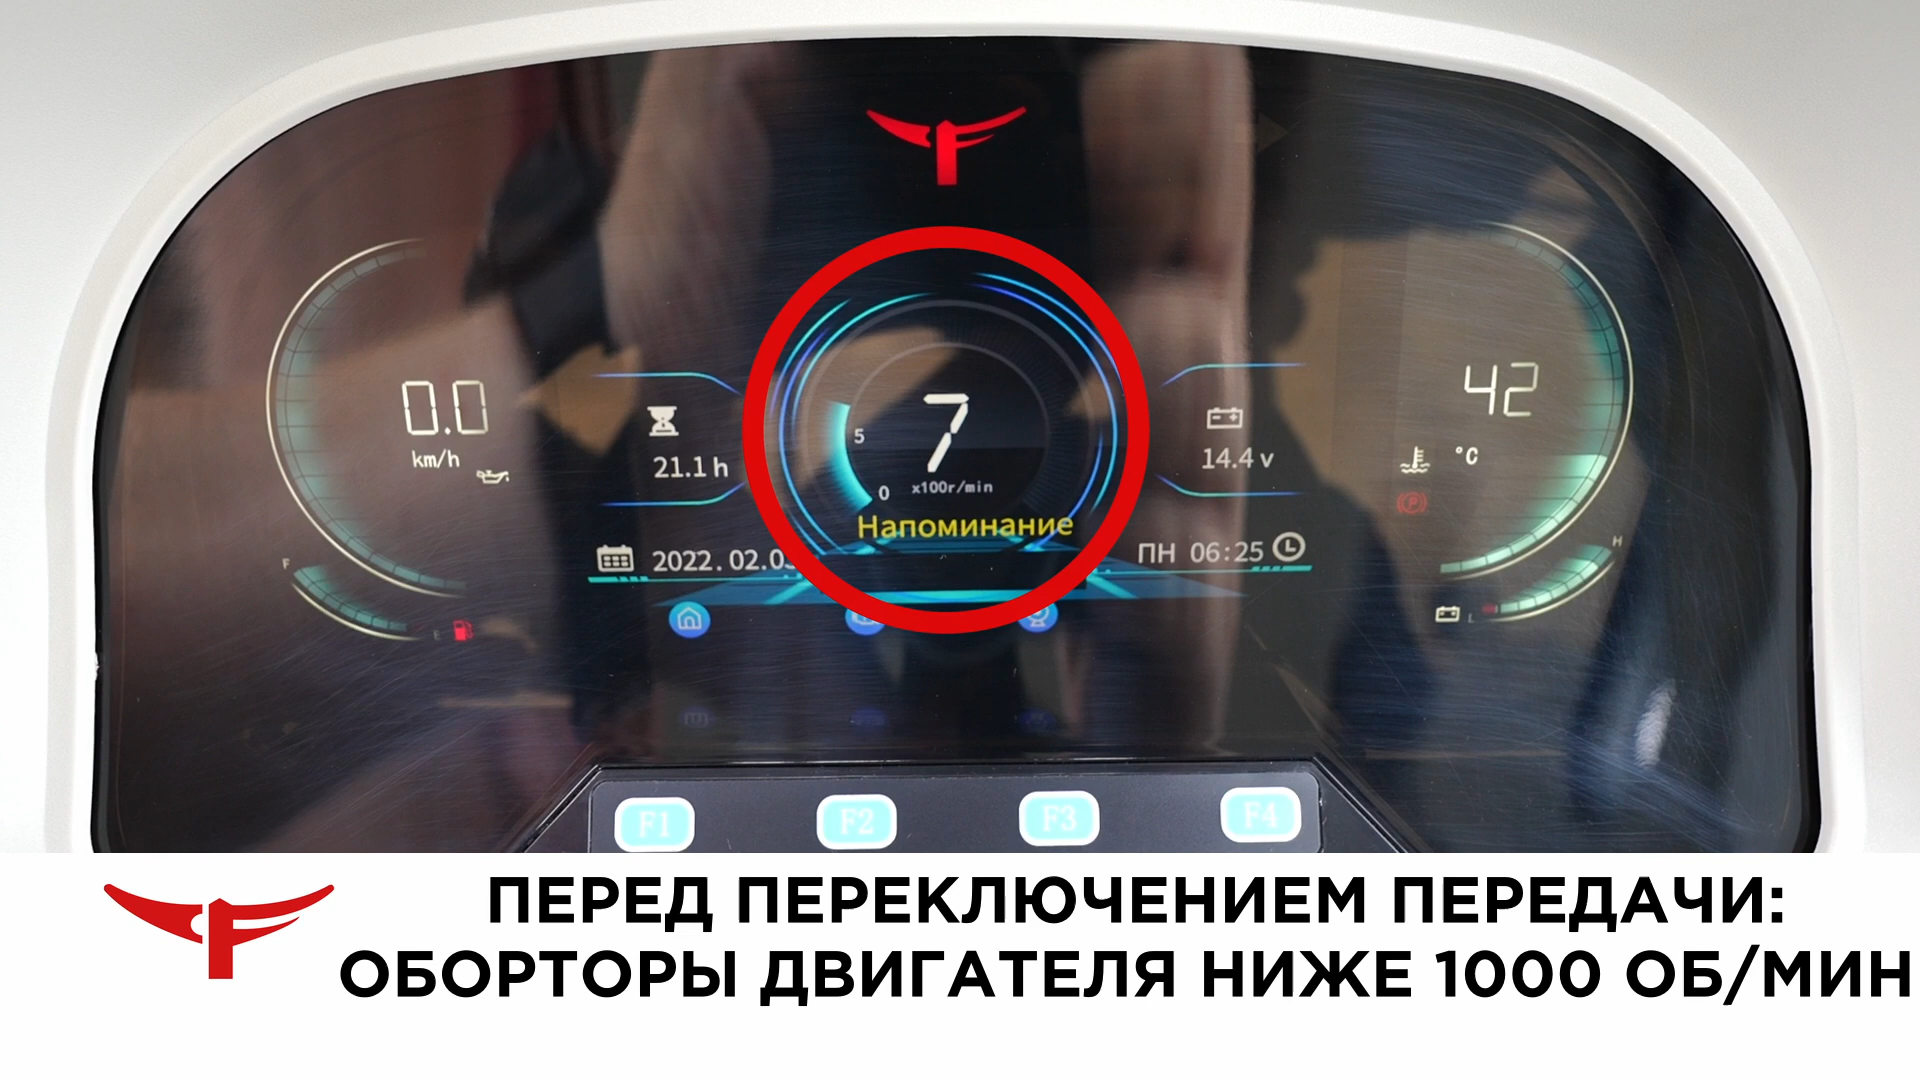 0.0
km/h
21.1 h
2022.02.0
5
7
0
x100r/min
Напоминание
14.4 v
ПН 06:25
42
°C
F
E
H
L
F1
F2
F3
F4
ПЕРЕД ПЕРЕКЛЮЧЕНИЕМ ПЕРЕДАЧИ:
ОБОРТОРЫ ДВИГАТЕЛЯ НИЖЕ 1000 ОБ/МИН